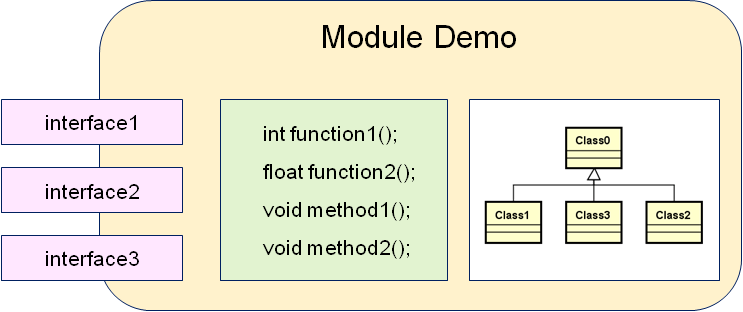 Module Demo
interface1
interface2
interface3
int function1();
float function2();
void method1();
void method2();
Class0
Class1
Class3
Class2